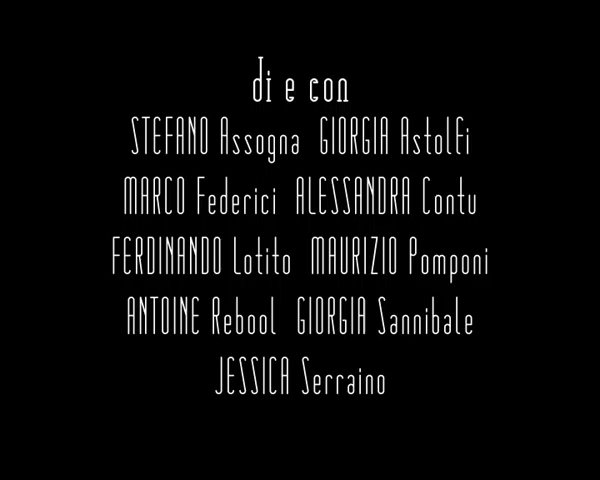 di e con
STEFANO Assogna GIORGIA Astolfi
MARCO Federici ALESSANDRA Contu
FERDINANDO Lotito MAURIZIO Pomponi
ANTOINE Rebool GIORGIA Sannibale
JESSICA Serraino